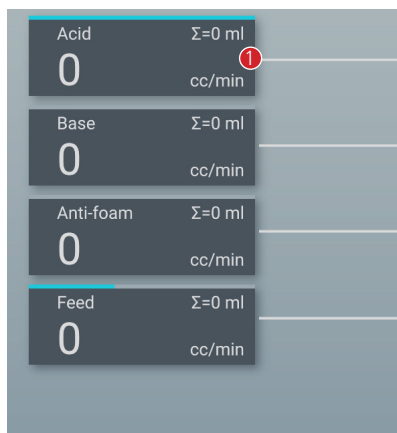 Acid Σ=0 ml
1
0 cc/min
Base Σ=0 ml
0 cc/min
Anti-foam Σ=0 ml
0 cc/min
Feed Σ=0 ml
0 cc/min